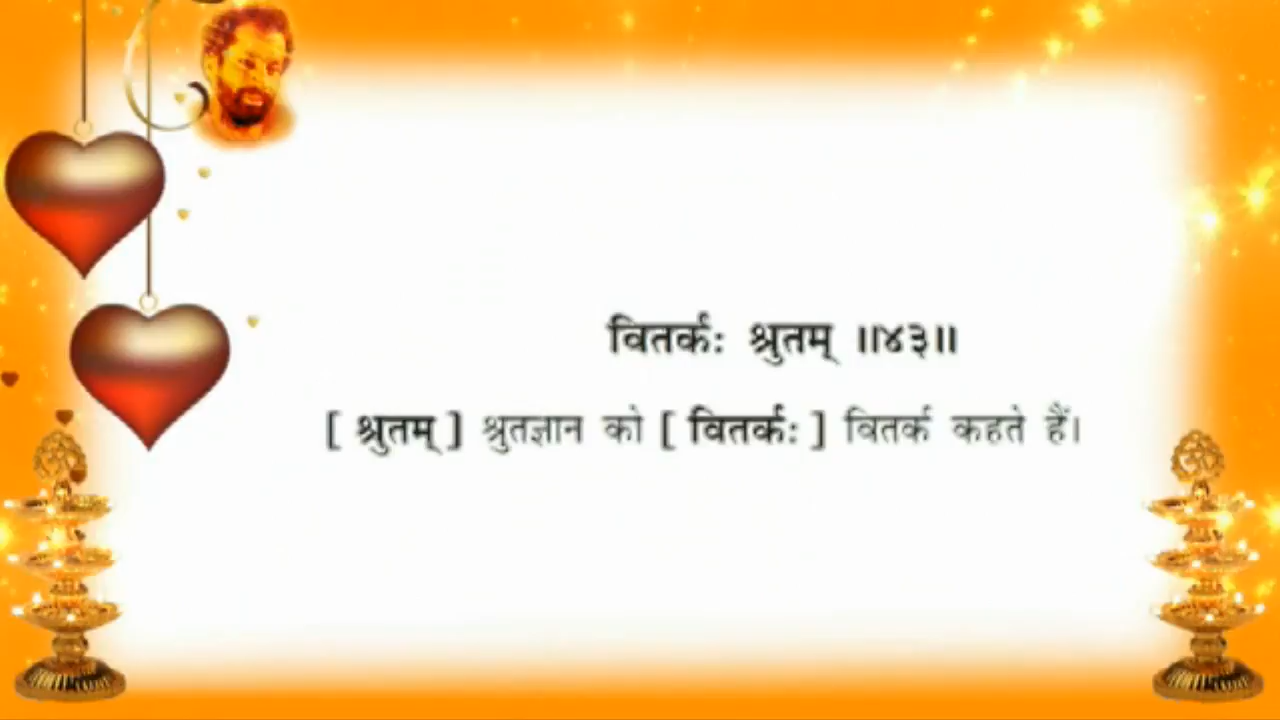 वितर्कः श्रुतम् ॥४३॥
[ श्रुतम् ] श्रुतज्ञान को [ वितर्कः ] वितर्क कहते हैं।